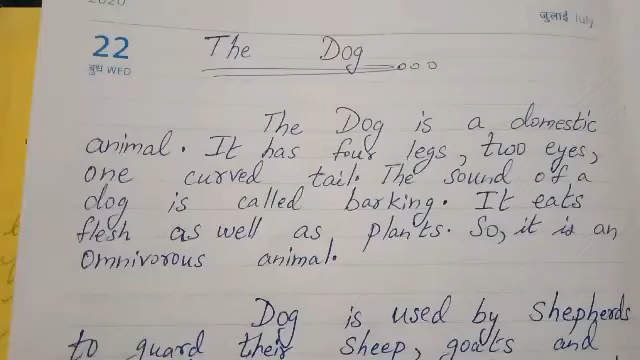 2020
जुलाई July
22
बुध WED
The Dog
The Dog is a domestic
animal. It has four legs, two eyes,
one curved tail. The sound of a
dog is called barking. It eats
flesh as well as plants. So, it is an
omnivorous animal.
Dog is used by shepherds
to guard their sheep, goats and